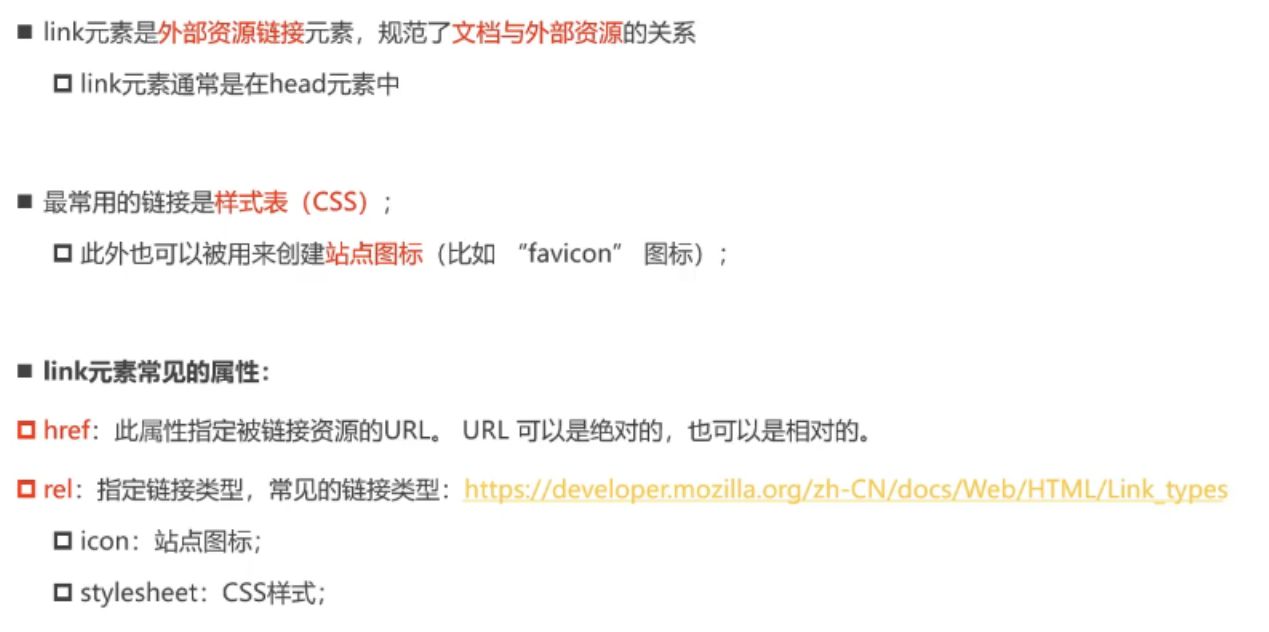 ■ link元素是外部资源链接元素，规范了文档与外部资源的关系
link元素通常是在head元素中
■ 最常用的链接是样式表（CSS）；
此外也可以被用来创建站点图标（比如 “favicon” 图标）；
■ link元素常见的属性：
href：此属性指定被链接资源的URL。 URL 可以是绝对的，也可以是相对的。
rel：指定链接类型，常见的链接类型：https://developer.mozilla.org/zh-CN/docs/Web/HTML/Link_types
icon：站点图标;
stylesheet：CSS样式;